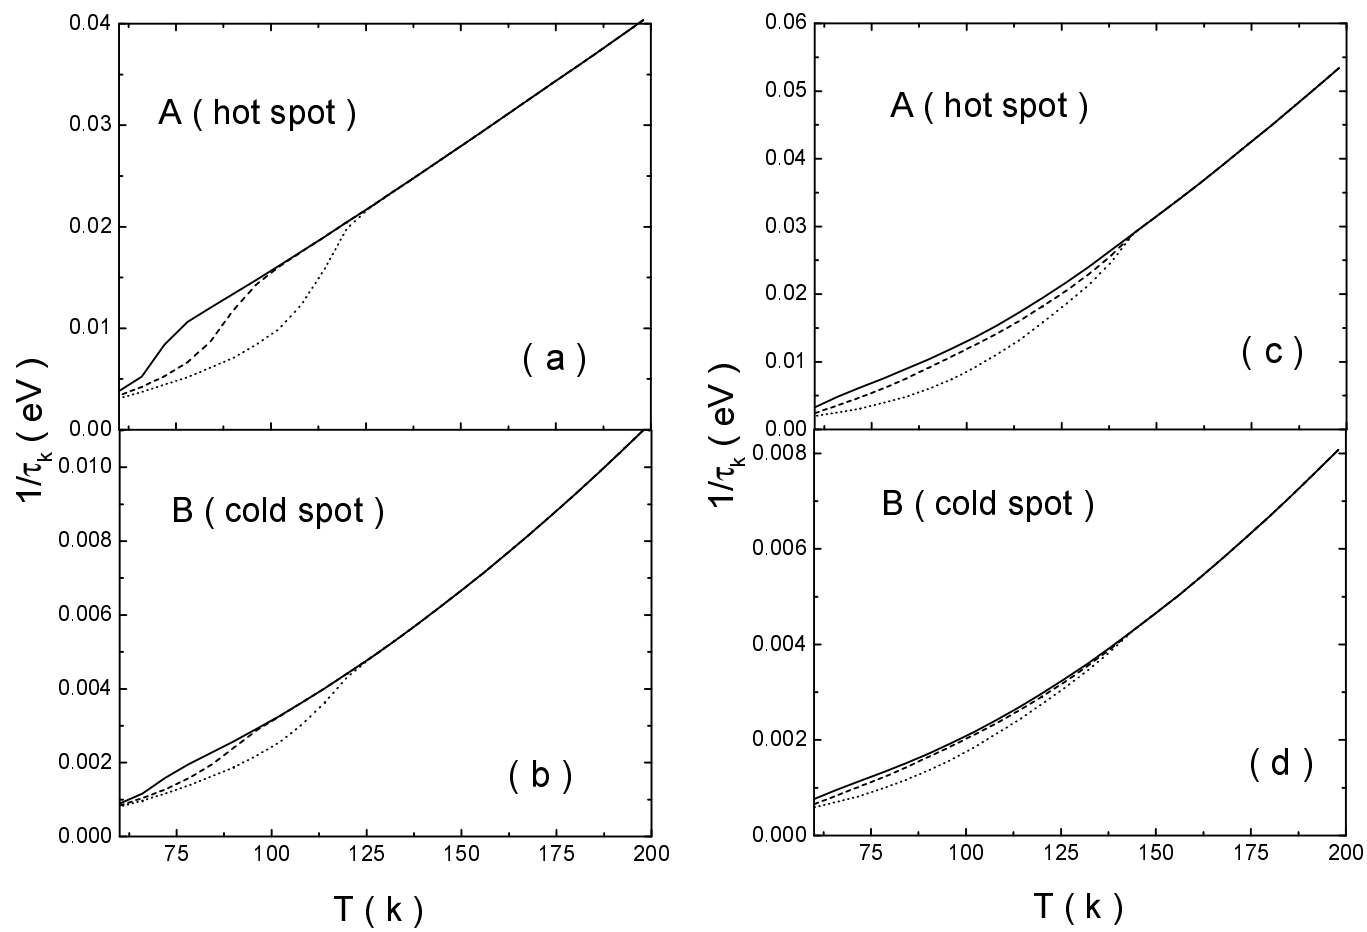 0.04
0.03
0.02
0.01
0.00
A ( hot spot )
( a )
1/τk ( eV )
0.010
0.008
0.006
0.004
0.002
0.000
B ( cold spot )
( b )
75 100 125 150 175 200
T ( k )
0.06
0.05
0.04
0.03
0.02
0.01
0.00
A ( hot spot )
( c )
1/τk ( eV )
0.008
0.006
0.004
0.002
0.000
B ( cold spot )
( d )
75 100 125 150 175 200
T ( k )